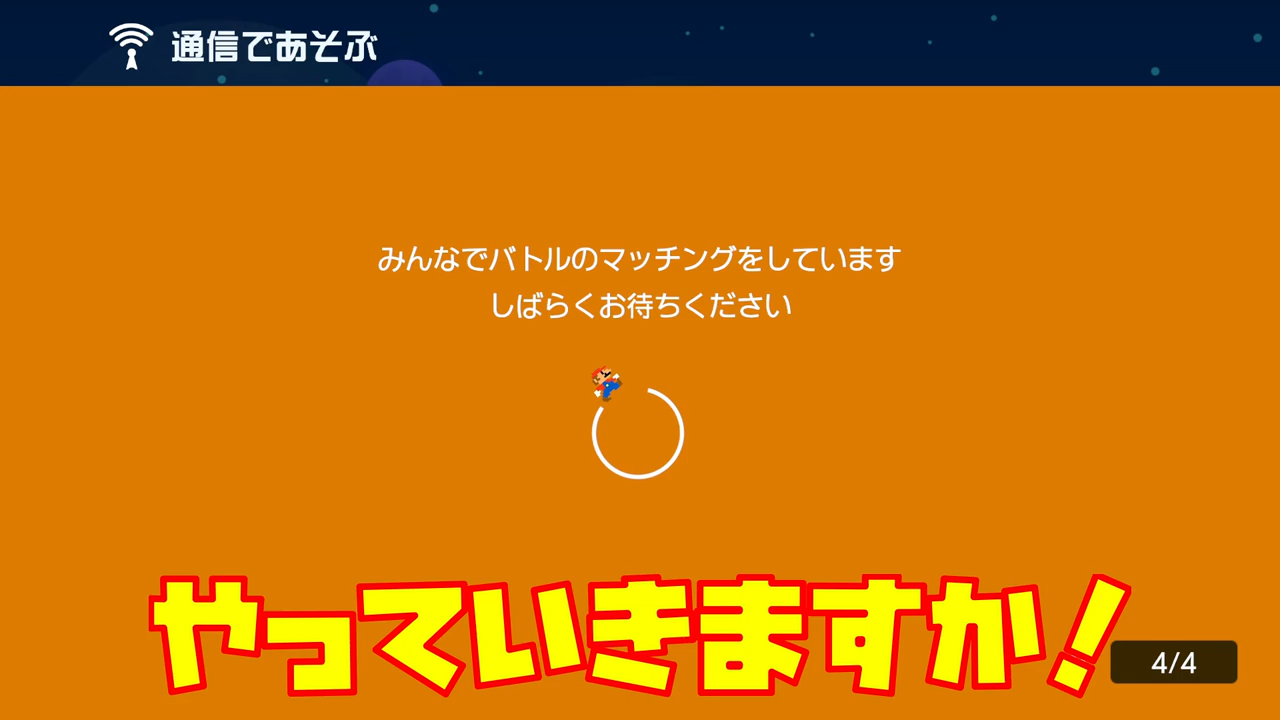 通信であそぶ
みんなでバトルのマッチングをしています
しばらくお待ちください
やっていきますか!
4/4